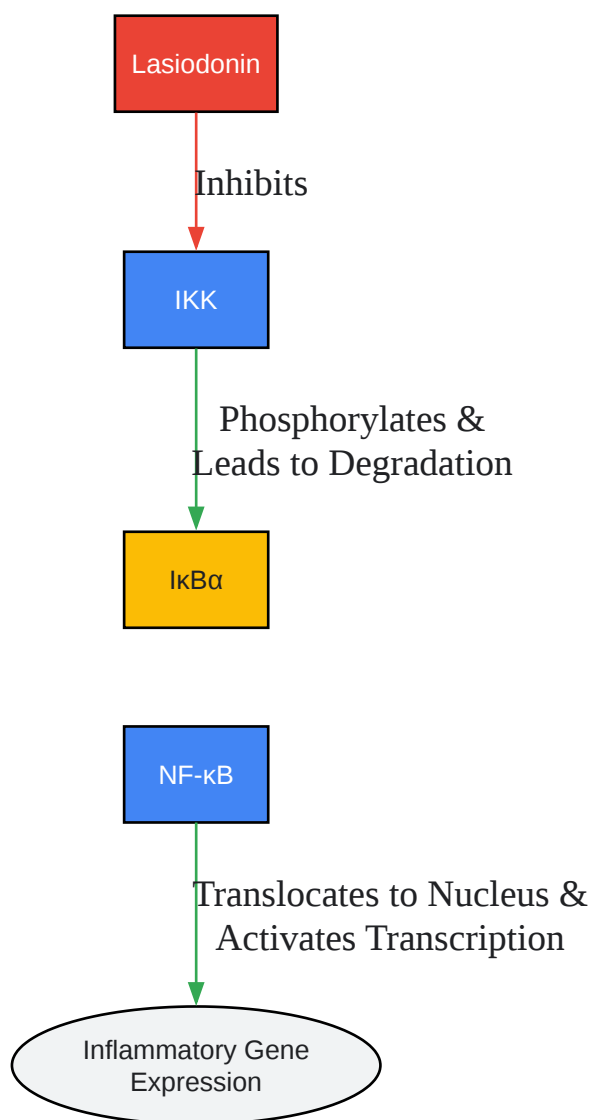 Lasiodonin
Inhibits
IKK
Phosphorylates &
Leads to Degradation
IκBα
NF-κB
Translocates to Nucleus &
Activates Transcription
Inflammatory Gene
Expression